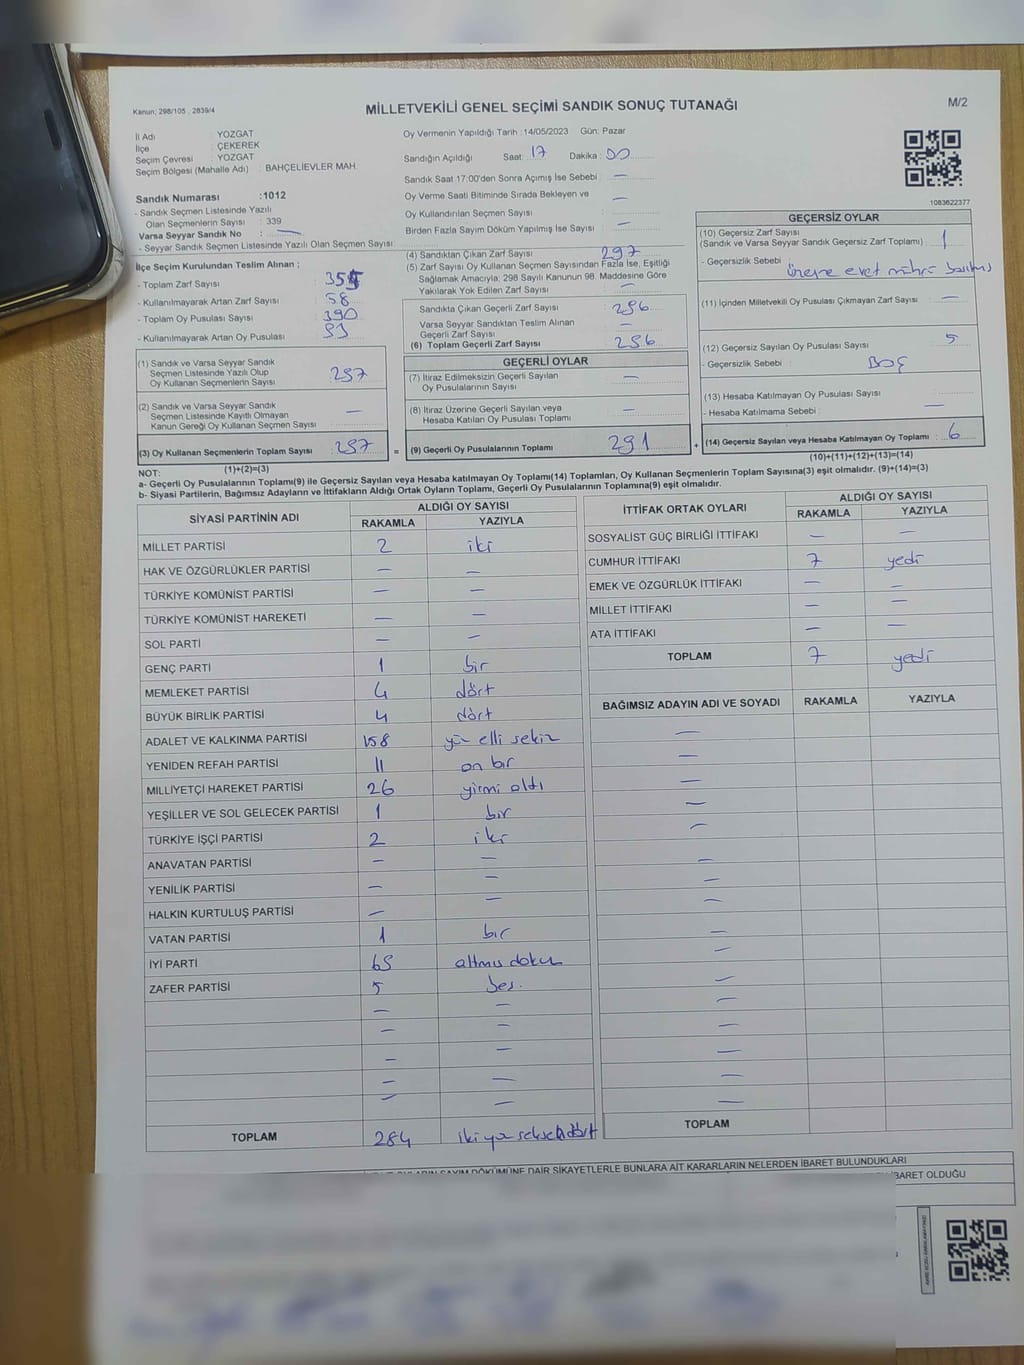 Kanun; 298/105 , 2839/4
MİLLETVEKİLİ GENEL SEÇİMİ SANDIK SONUÇ TUTANAĞI
M/2
İl Adı : YOZGAT
İlçe : ÇEKEREK
Seçim Çevresi : YOZGAT
Seçim Bölgesi (Mahalle Adı) : BAHÇELİEVLER MAH.
Sandık Numarası :1012
- Sandık Seçmen Listesinde Yazılı
Olan Seçmenlerin Sayısı : 339
Varsa Seyyar Sandık No : —
- Seyyar Sandık Seçmen Listesinde Yazılı Olan Seçmen Sayısı
Oy Vermenin Yapıldığı Tarih : 14/05/2023 Gün: Pazar
Sandığın Açıldığı Saat: 17 Dakika : 00
Sandık Saat 17:00'den Sonra Açımış İse Sebebi : —
Oy Verme Saati Bitiminde Sırada Bekleyen ve
Oy Kullandırılan Seçmen Sayısı : —
Birden Fazla Sayım Döküm Yapılmış İse Sayısı : —
1083622377
İlçe Seçim Kurulundan Teslim Alınan ;
- Toplam Zarf Sayısı : 355
- Kullanılmayarak Artan Zarf Sayısı : 58
- Toplam Oy Pusulası Sayısı : 390
- Kullanılmayarak Artan Oy Pusulası : 93
(1) Sandık ve Varsa Seyyar Sandık
Seçmen Listesinde Yazılı Olup
Oy Kullanan Seçmenlerin Sayısı : 297
(2) Sandık ve Varsa Seyyar Sandık
Seçmen Listesinde Kayıtlı Olmayan
Kanun Gereği Oy Kullanan Seçmen Sayısı : —
(3) Oy Kullanan Seçmenlerin Toplam Sayısı : 297
(1)+(2)=(3)
(4) Sandıktan Çıkan Zarf Sayısı : 297
(5) Zarf Sayısı Oy Kullanan Seçmen Sayısından Fazla İse, Eşitliği
Sağlamak Amacıyla; 298 Sayılı Kanunun 98. Maddesine Göre
Yakılarak Yok Edilen Zarf Sayısı : —
Sandıkta Çıkan Geçerli Zarf Sayısı : 296
Varsa Seyyar Sandıktan Teslim Alınan
Geçerli Zarf Sayısı : —
(6) Toplam Geçerli Zarf Sayısı : 296
GEÇERLİ OYLAR
(7) İtiraz Edilmeksizin Geçerli Sayılan
Oy Pusulalarının Sayısı : —
(8) İtiraz Üzerine Geçerli Sayılan veya
Hesaba Katılan Oy Pusulası Toplamı : —
= (9) Geçerli Oy Pusulalarının Toplamı : 291
GEÇERSİZ OYLAR
(10) Geçersiz Zarf Sayısı
(Sandık ve Varsa Seyyar Sandık Geçersiz Zarf Toplamı) : 1
- Geçersizlik Sebebi : üzerine evet mührü basılmış
(11) İçinden Milletvekili Oy Pusulası Çıkmayan Zarf Sayısı : —
(12) Geçersiz Sayılan Oy Pusulası Sayısı : 5
- Geçersizlik Sebebi : BOŞ
(13) Hesaba Katılmayan Oy Pusulası Sayısı :
- Hesaba Katılmama Sebebi : —
+ (14) Geçersiz Sayılan veya Hesaba Katılmayan Oy Toplamı : 6
(10)+(11)+(12)+(13)=(14)
NOT:
a- Geçerli Oy Pusulalarının Toplamı(9) ile Geçersiz Sayılan veya Hesaba katılmayan Oy Toplamı(14) Toplamları, Oy Kullanan Seçmenlerin Toplam Sayısına(3) eşit olmalıdır. (9)+(14)=(3)
b- Siyasi Partilerin, Bağımsız Adayların ve İttifakların Aldığı Ortak Oyların Toplamı, Geçerli Oy Pusulalarının Toplamına(9) eşit olmalıdır.
SİYASİ PARTİNİN ADI ALDIĞI OY SAYISI
RAKAMLA YAZIYLA
MİLLET PARTİSİ 2 iki
HAK VE ÖZGÜRLÜKLER PARTİSİ — —
TÜRKİYE KOMÜNİST PARTİSİ — —
TÜRKİYE KOMÜNİST HAREKETİ — —
SOL PARTİ — —
GENÇ PARTİ 1 bir
MEMLEKET PARTİSİ 4 dört
BÜYÜK BİRLİK PARTİSİ 4 dört
ADALET VE KALKINMA PARTİSİ 158 yüz elli sekiz
YENİDEN REFAH PARTİSİ 11 on bir
MİLLİYETÇİ HAREKET PARTİSİ 26 yirmi altı
YEŞİLLER VE SOL GELECEK PARTİSİ 1 bir
TÜRKİYE İŞÇİ PARTİSİ 2 iki
ANAVATAN PARTİSİ — —
YENİLİK PARTİSİ — —
HALKIN KURTULUŞ PARTİSİ — —
VATAN PARTİSİ 1 bir
İYİ PARTİ 69 altmış dokuz
ZAFER PARTİSİ 5 beş.
TOPLAM 284 iki yüz seksen dört
İTTİFAK ORTAK OYLARI ALDIĞI OY SAYISI
RAKAMLA YAZIYLA
SOSYALİST GÜÇ BİRLİĞİ İTTİFAKI — —
CUMHUR İTTİFAKI 7 yedi
EMEK VE ÖZGÜRLÜK İTTİFAKI — —
MİLLET İTTİFAKI — —
ATA İTTİFAKI — —
TOPLAM 7 yedi
BAĞIMSIZ ADAYIN ADI VE SOYADI RAKAMLA YAZIYLA
TOPLAM
SAYIM DÖKÜMÜNE DAİR ŞİKAYETLERLE BUNLARA AİT KARARLARIN NELERDEN İBARET BULUNDUKLARI
İBARET OLDUĞU